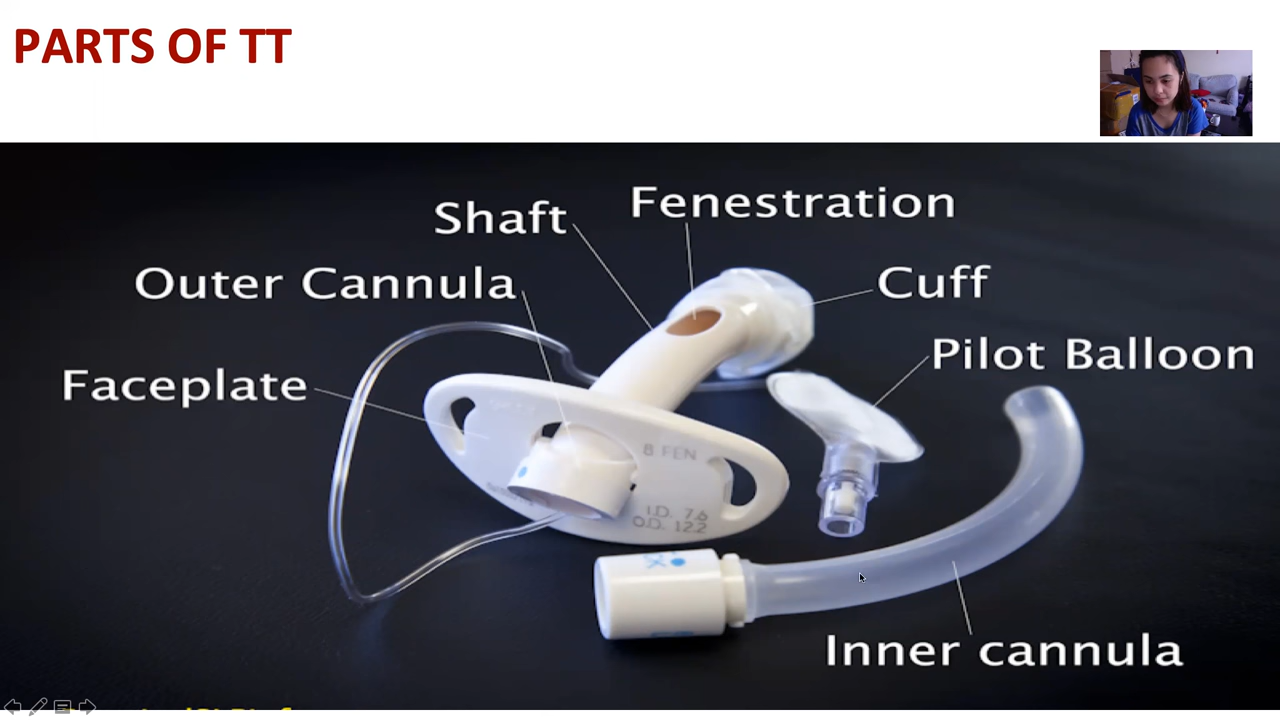 PARTS OF TT
Fenestration
Shaft
Outer Cannula
Cuff
Pilot Balloon
Faceplate
8 FEN
I.D. 7.6
O.D. 12.2
Inner cannula